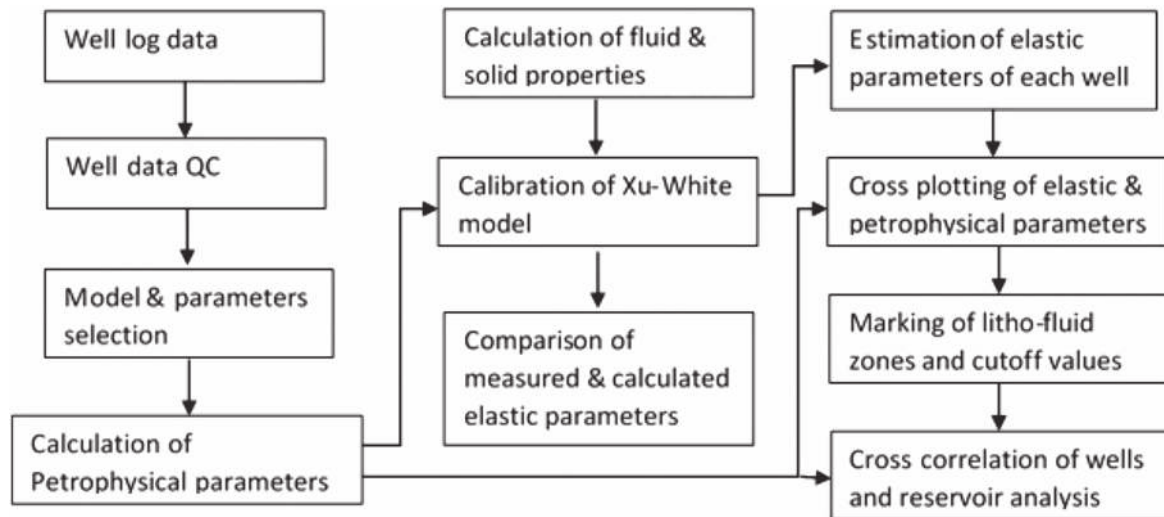 Well log data
Well data QC
Model & parameters
selection
Calculation of
Petrophysical parameters
Calculation of fluid &
solid properties
Calibration of Xu-White
model
Comparison of
measured & calculated
elastic parameters
Estimation of elastic
parameters of each well
Cross plotting of elastic &
petrophysical parameters
Marking of litho-fluid
zones and cutoff values
Cross correlation of wells
and reservoir analysis